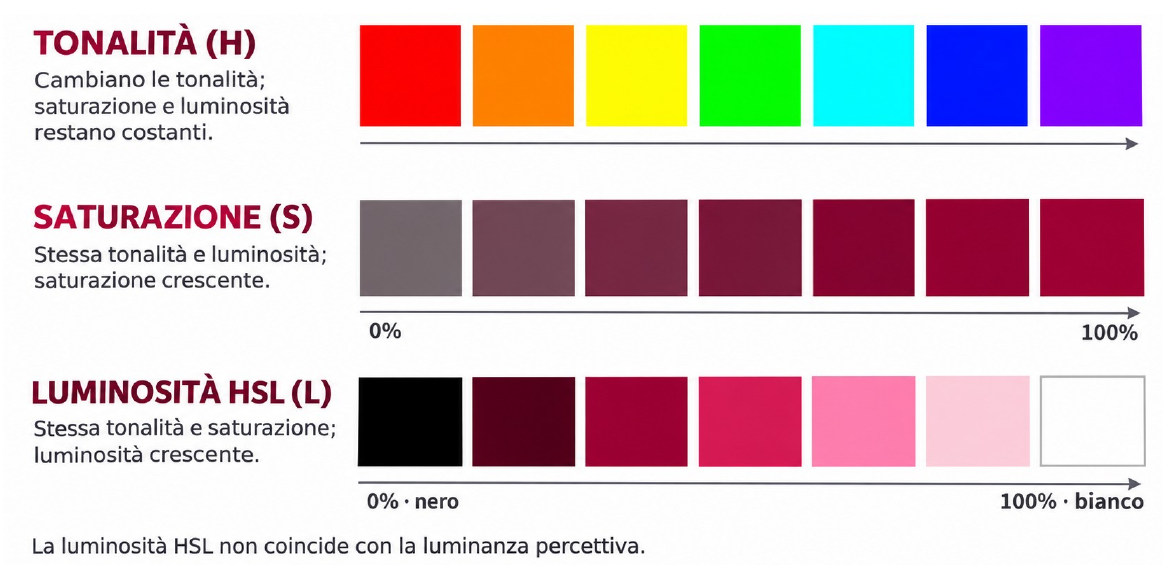 TONALITÀ (H)
Cambiano le tonalità;
saturazione e luminosità
restano costanti.
SATURAZIONE (S)
Stessa tonalità e luminosità;
saturazione crescente.
0%
100%
LUMINOSITÀ HSL (L)
Stessa tonalità e saturazione;
luminosità crescente.
0% · nero
100% · bianco
La luminosità HSL non coincide con la luminanza percettiva.